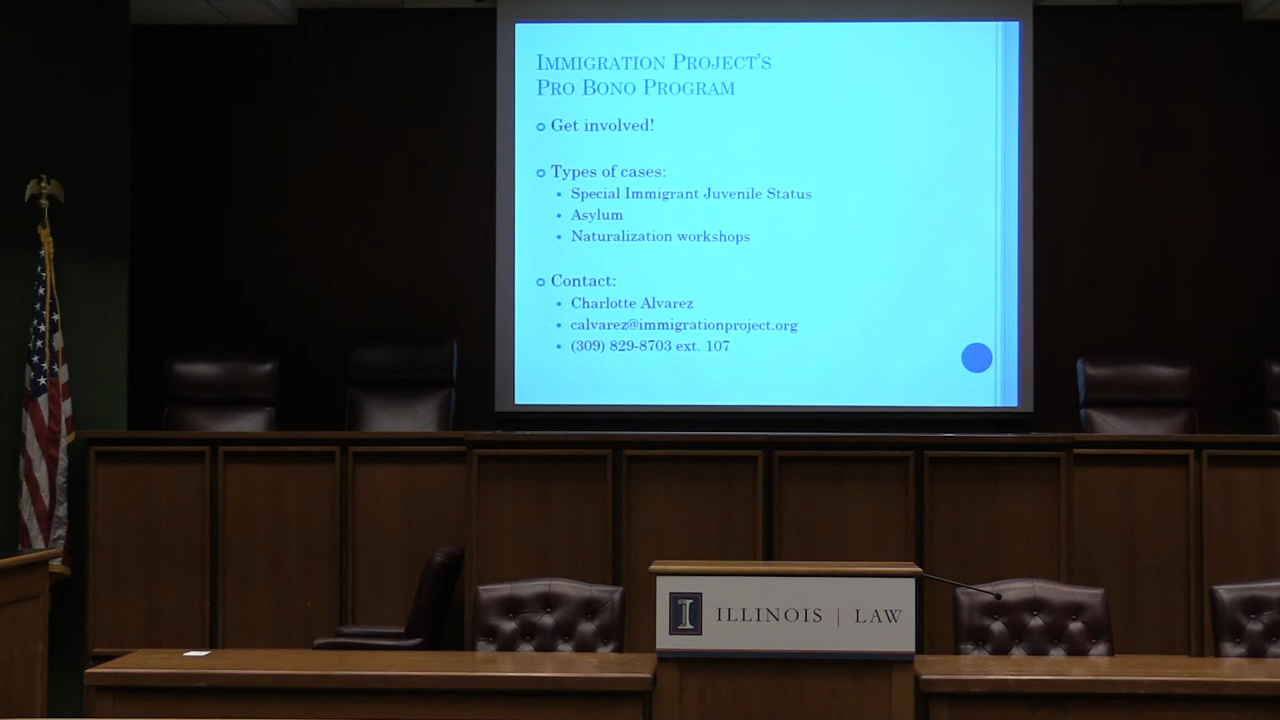 IMMIGRATION PROJECT'S
PRO BONO PROGRAM
Get involved!
Types of cases:
Special Immigrant Juvenile Status
Asylum
Naturalization workshops
Contact:
Charlotte Alvarez
calvarez@immigrationproject.org
(309) 829-8703 ext. 107
I ILLINOIS | LAW